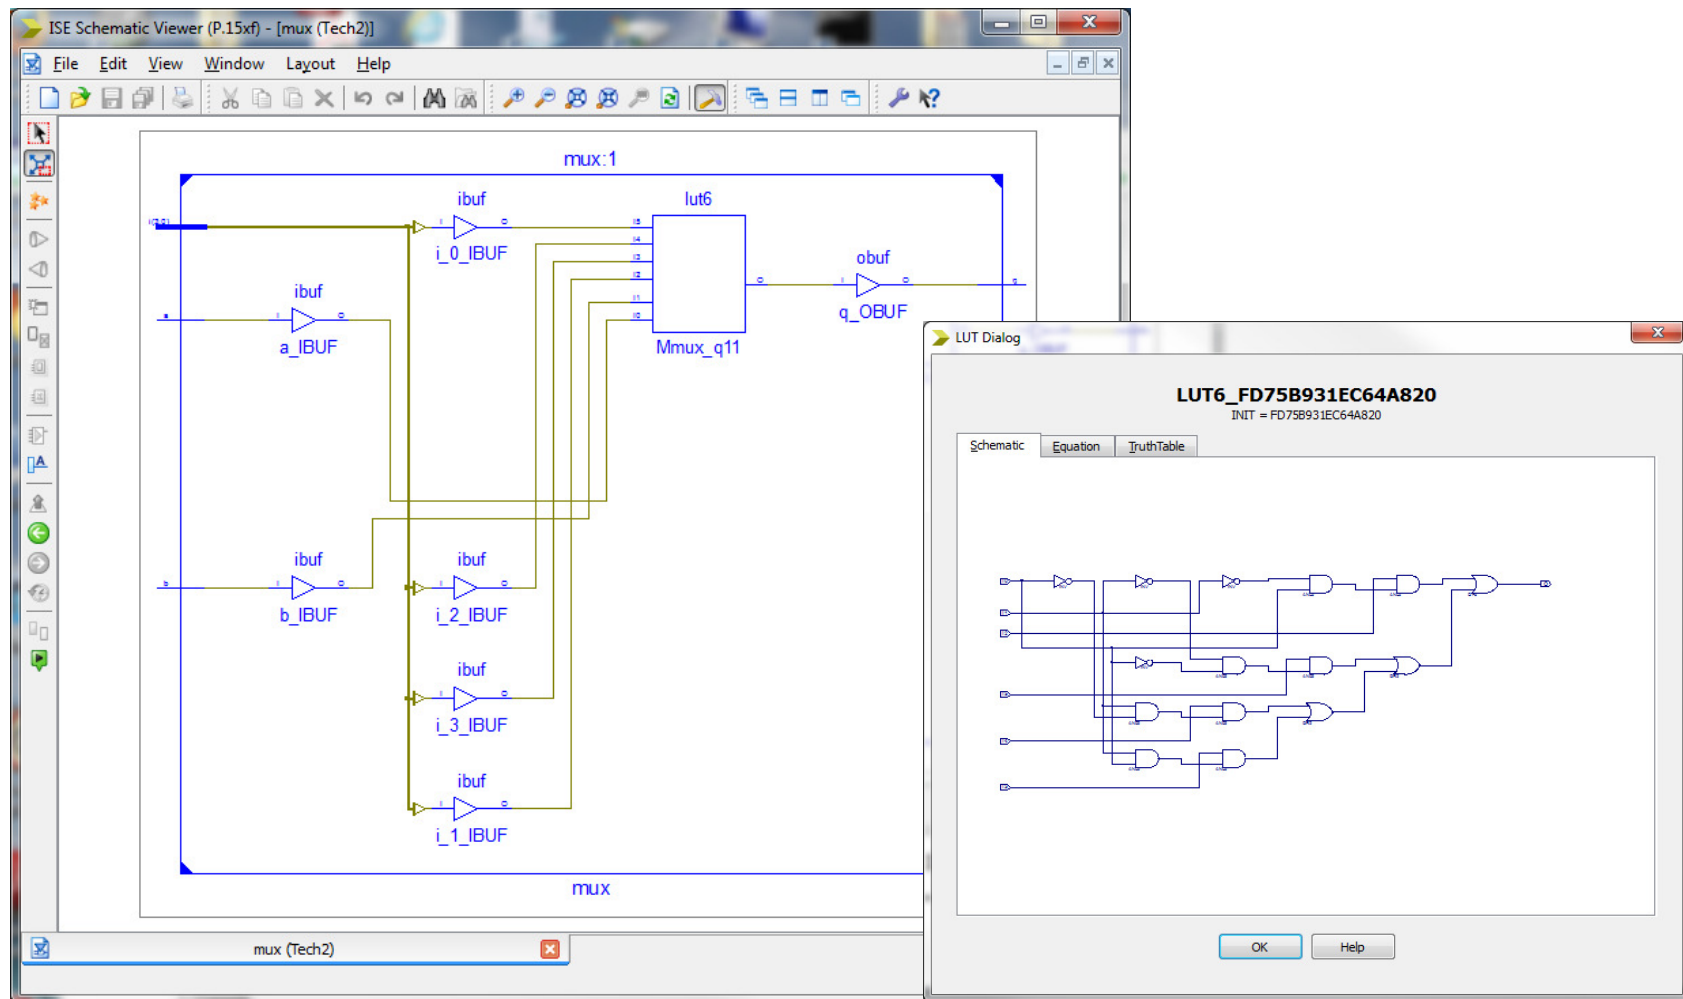 ISE Schematic Viewer (P.15xf) - [mux (Tech2)]
File Edit View Window Layout Help
mux:1
ibuf
i_0_IBUF
lut6
Mmux_q11
obuf
q_OBUF
ibuf
a_IBUF
ibuf
b_IBUF
ibuf
i_2_IBUF
ibuf
i_3_IBUF
ibuf
i_1_IBUF
mux
mux (Tech2)
LUT Dialog
LUT6_FD75B931EC64A820
INIT = FD75B931EC64A820
Schematic Equation TruthTable
OK Help